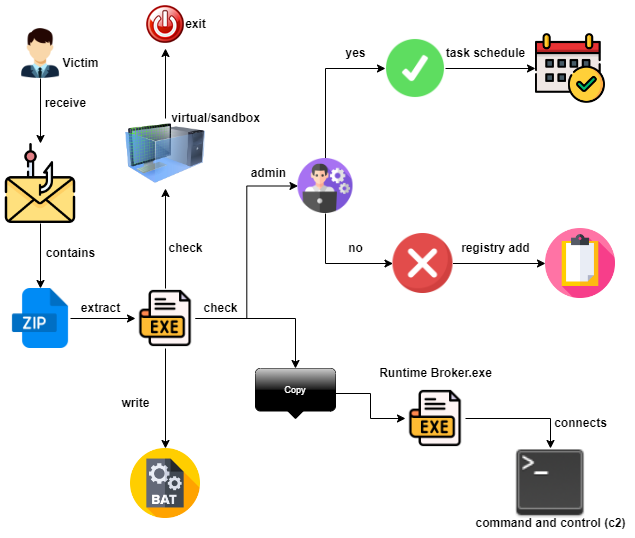 exit
Victim
yes
task schedule
receive
virtual/sandbox
admin
contains
check
no
registry add
ZIP
extract
EXE
check
Runtime Broker.exe
Copy
write
EXE
connects
BAT
>_
command and control (c2)